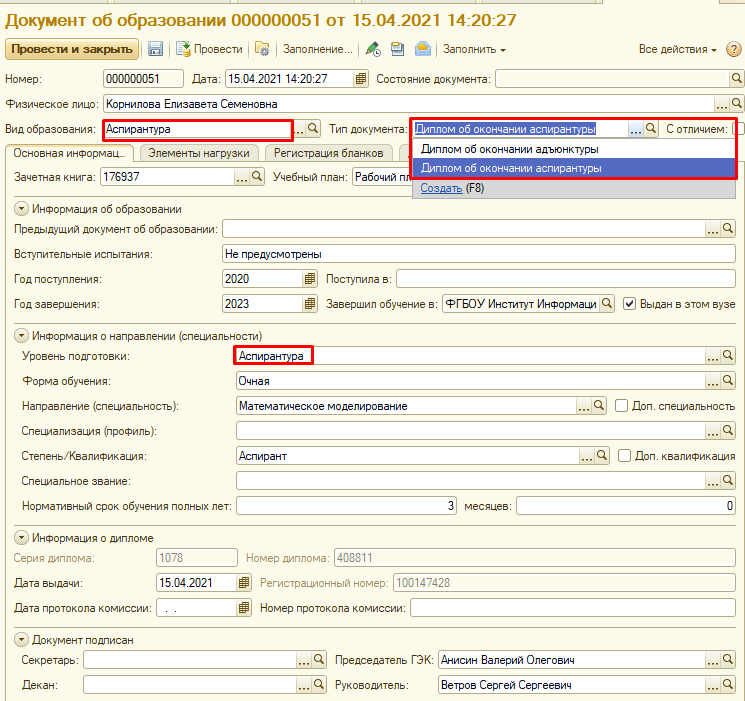 Документ об образовании 000000051 от 15.04.2021 14:20:27
Провести и закрыть Провести Заполнение... Заполнить Все действия ?
Номер: 000000051 Дата: 15.04.2021 14:20:27 Состояние документа:
Физическое лицо: Корнилова Елизавета Семеновна ...
Вид образования: Аспирантура ... Тип документа: Диплом об окончании аспирантуры ... С отличием:
Диплом об окончании адъюнктуры
Диплом об окончании аспирантуры
Создать (F8)
Основная информац... Элементы нагрузки Регистрация бланков
Зачетная книга: 176937 ... Учебный план: Рабочий пл
Информация об образовании
Предыдущий документ об образовании: ...
Вступительные испытания: Не предусмотрены
Год поступления: 2020 Поступила в:
Год завершения: 2023 Завершил обучение в: ФГБОУ Институт Информаци Выдан в этом вузе
Информация о направлении (специальности)
Уровень подготовки: Аспирантура ...
Форма обучения: Очная ...
Направление (специальность): Математическое моделирование ... Доп. специальность
Специализация (профиль): ...
Степень/Квалификация: Аспирант ... Доп. квалификация
Специальное звание: ...
Нормативный срок обучения полных лет: 3 месяцев: 0
Информация о дипломе
Серия диплома: 1078 Номер диплома: 408811
Дата выдачи: 15.04.2021 Регистрационный номер: 100147428
Дата протокола комиссии: . . Номер протокола комиссии:
Документ подписан
Секретарь: ... Председатель ГЭК: Анисин Валерий Олегович ...
Декан: ... Руководитель: Ветров Сергей Сергеевич ...